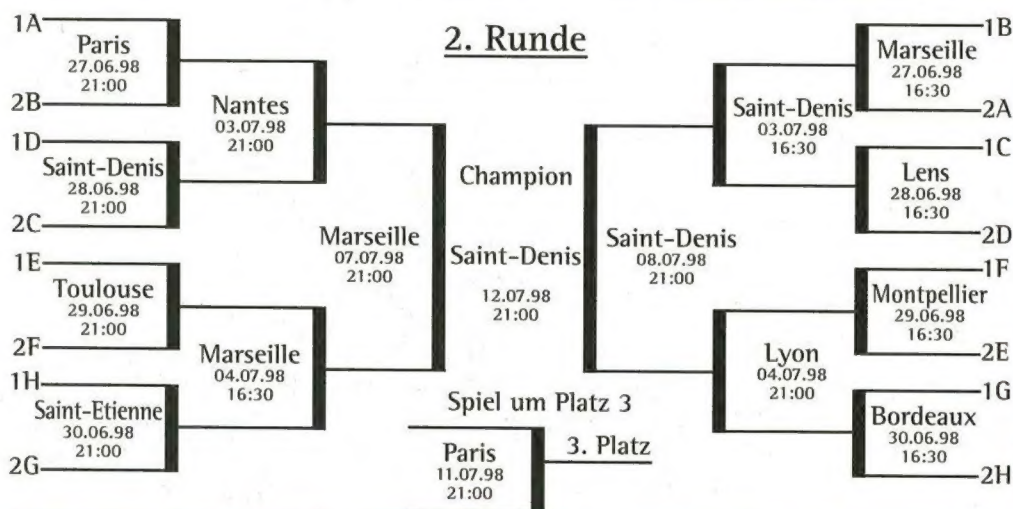 2. Runde
1A
Paris
27.06.98
21:00
2B
Nantes
03.07.98
21:00
1D
Saint-Denis
28.06.98
21:00
2C
Marseille
07.07.98
21:00
1E
Toulouse
29.06.98
21:00
2F
Marseille
04.07.98
16:30
1H
Saint-Etienne
30.06.98
21:00
2G
Champion
Saint-Denis
12.07.98
21:00
Spiel um Platz 3
Paris
11.07.98
21:00
3. Platz
1B
Marseille
27.06.98
16:30
2A
Saint-Denis
03.07.98
16:30
1C
Lens
28.06.98
16:30
2D
Saint-Denis
08.07.98
21:00
1F
Montpellier
29.06.98
16:30
2E
Lyon
04.07.98
21:00
1G
Bordeaux
30.06.98
16:30
2H